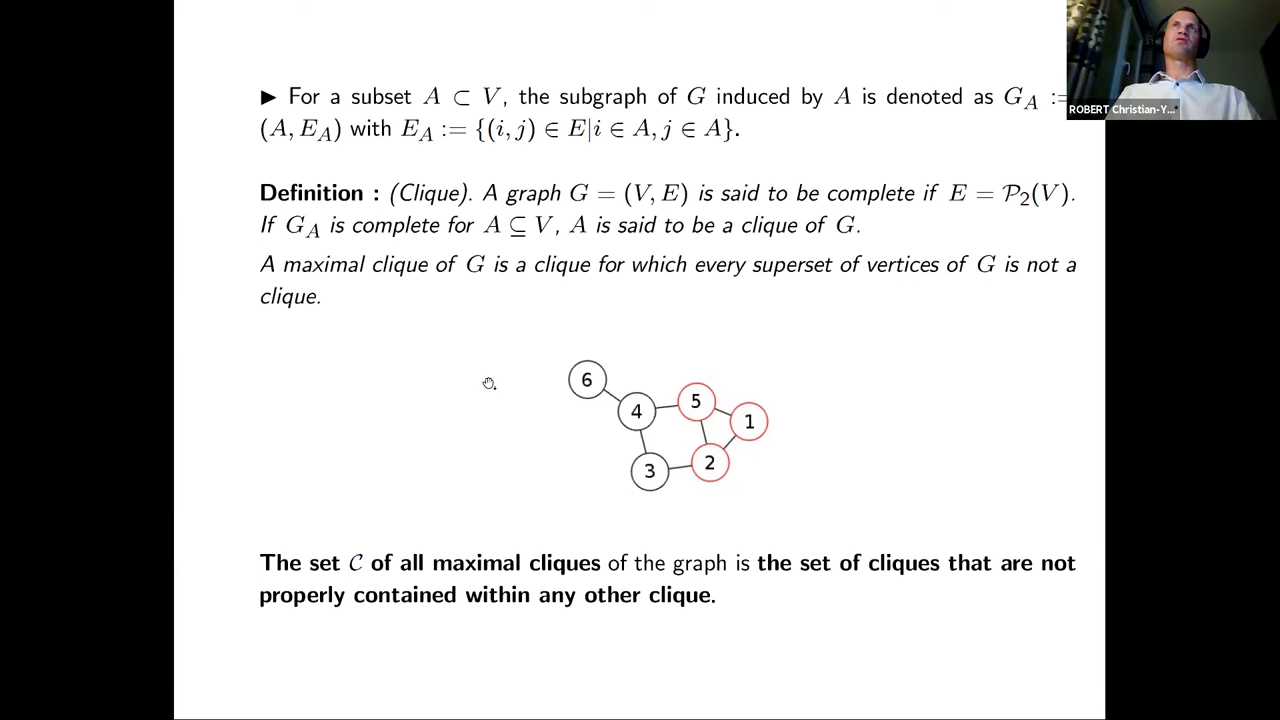 ▶ For a subset A ⊂ V, the subgraph of G induced by A is denoted as G_A :=
(A, E_A) with E_A := {(i, j) ∈ E|i ∈ A, j ∈ A}.
Definition : (Clique). A graph G = (V, E) is said to be complete if E = 𝒫₂(V).
If G_A is complete for A ⊆ V, A is said to be a clique of G.
A maximal clique of G is a clique for which every superset of vertices of G is not a
clique.
6
4
5
1
3
2
The set 𝒞 of all maximal cliques of the graph is the set of cliques that are not
properly contained within any other clique.
ROBERT Christian-Y...